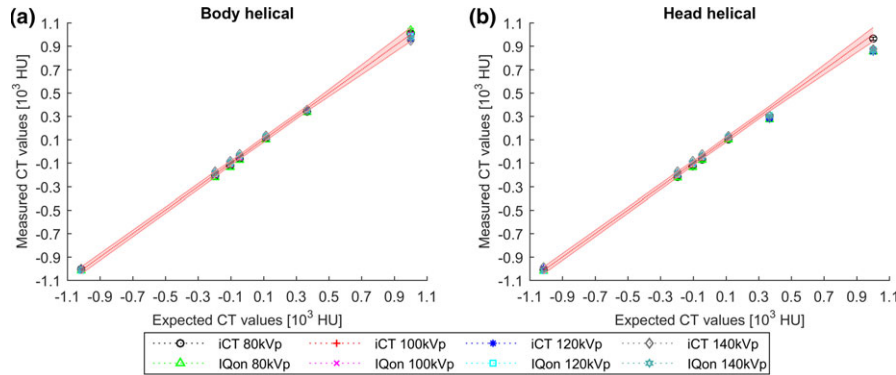 (a) Body helical
Measured CT values [10³ HU]
1.1
0.9
0.7
0.5
0.3
0.1
-0.1
-0.3
-0.5
-0.7
-0.9
-1.1
-1.1 -0.9 -0.7 -0.5 -0.3 -0.1 0.1 0.3 0.5 0.7 0.9 1.1
Expected CT values [10³ HU]
(b) Head helical
Measured CT values [10³ HU]
1.1
0.9
0.7
0.5
0.3
0.1
-0.1
-0.3
-0.5
-0.7
-0.9
-1.1
-1.1 -0.9 -0.7 -0.5 -0.3 -0.1 0.1 0.3 0.5 0.7 0.9 1.1
Expected CT values [10³ HU]
iCT 80kVp iCT 100kVp iCT 120kVp iCT 140kVp
IQon 80kVp IQon 100kVp IQon 120kVp IQon 140kVp